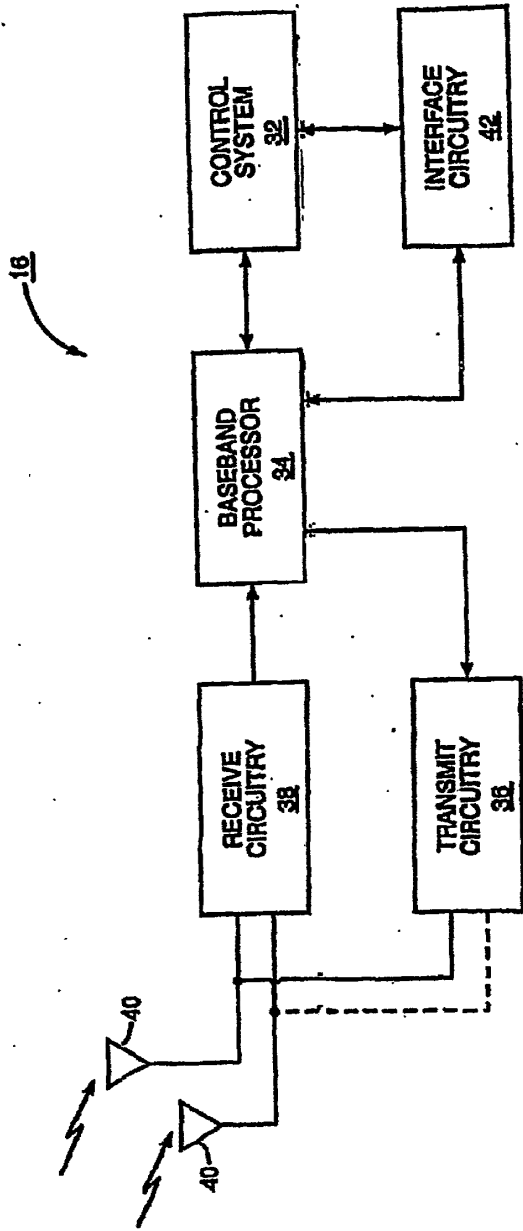 16
40
40
RECEIVE
CIRCUITRY
38
BASEBAND
PROCESSOR
34
CONTROL
SYSTEM
32
TRANSMIT
CIRCUITRY
36
INTERFACE
CIRCUITRY
42